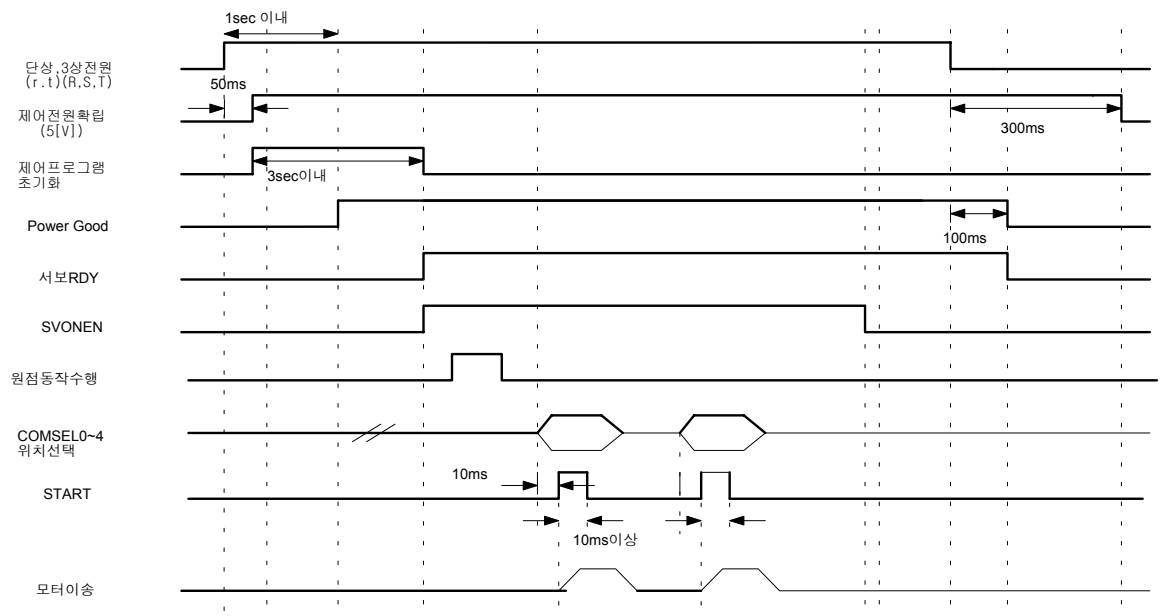 1sec 이내
단상,3상전원
(r.t)(R,S,T)
50ms
제어전원확립
(5[V])
300ms
제어프로그램
초기화
3sec이내
Power Good
100ms
서보RDY
SVONEN
원점동작수행
COMSEL0~4
위치선택
10ms
START
10ms이상
모터이송